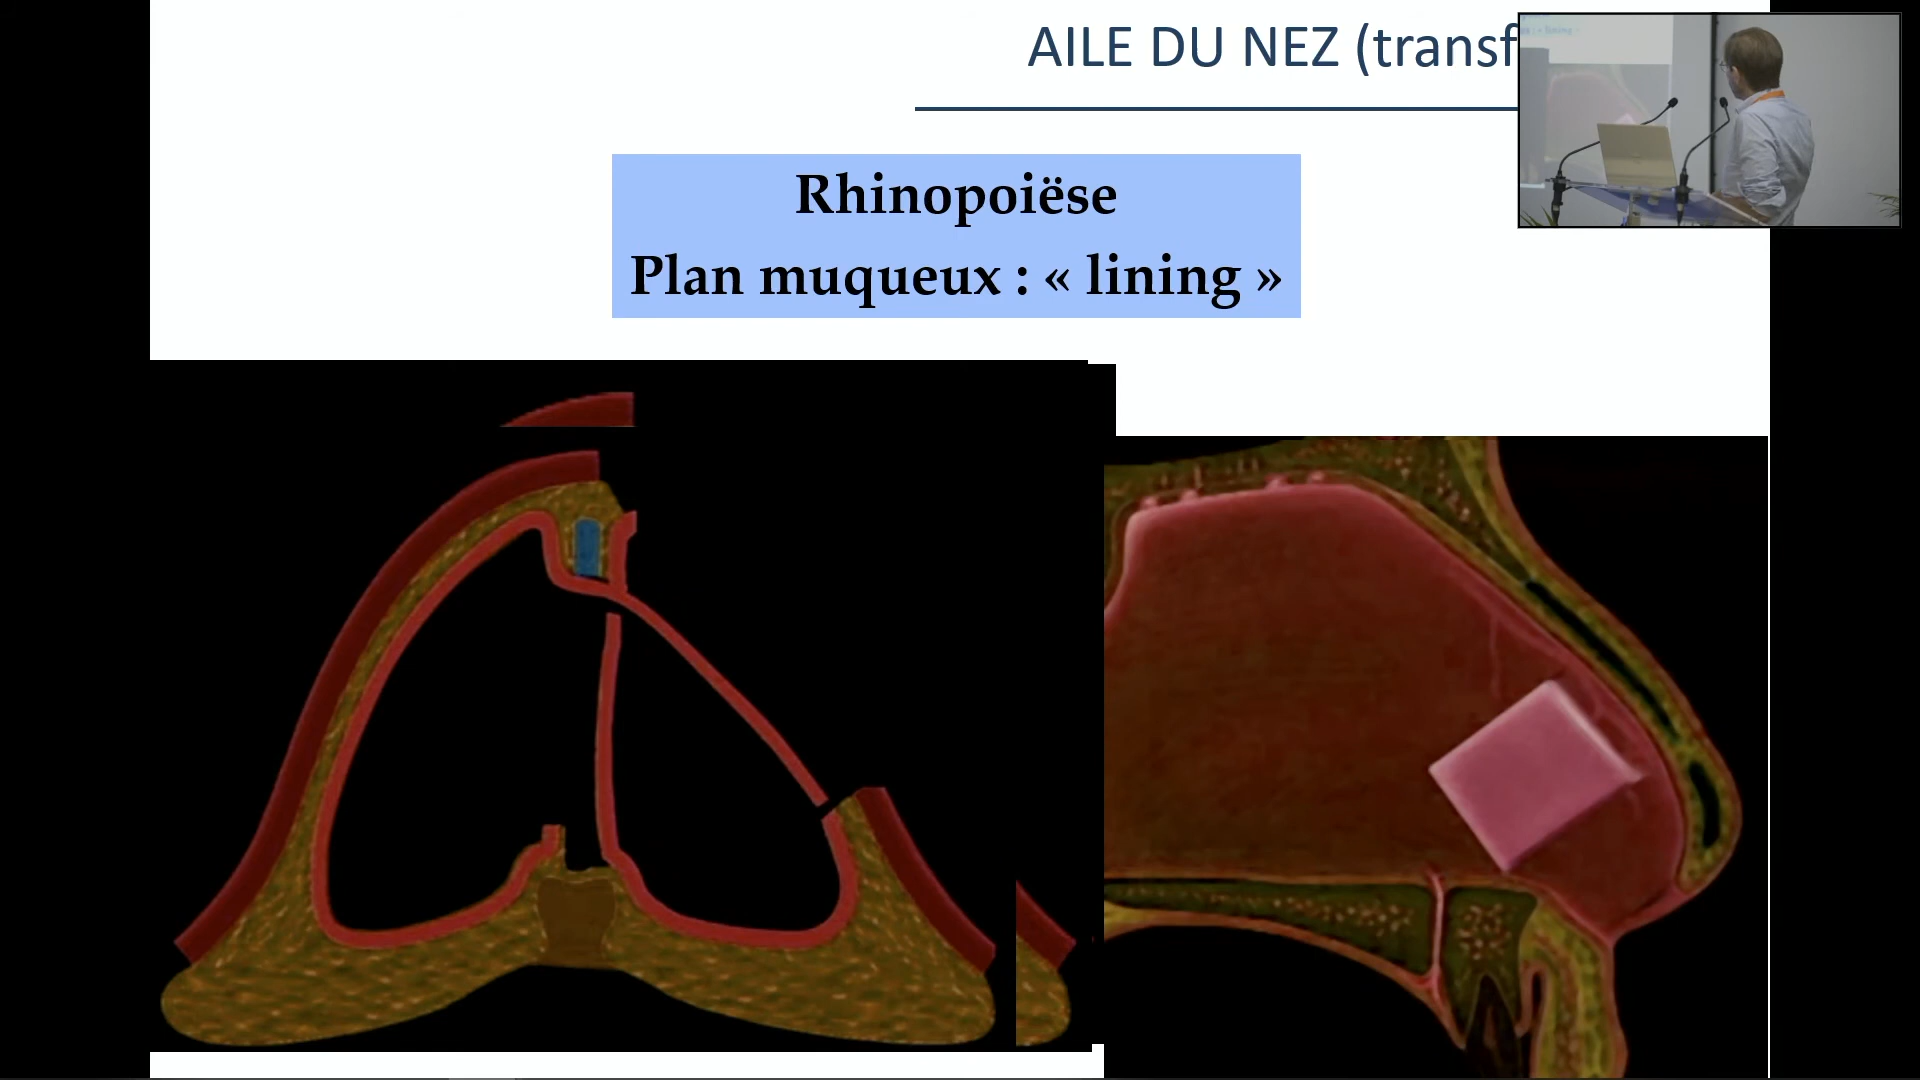 AILE DU NEZ (transf
Rhinopoiëse
Plan muqueux : « lining »